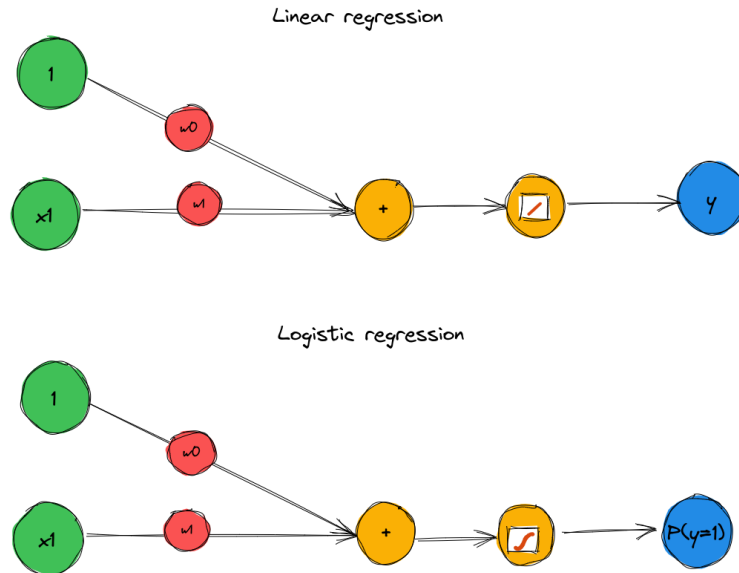 Linear regression
1
w0
x1
w1
+
y
Logistic regression
1
w0
x1
w1
+
P(y=1)